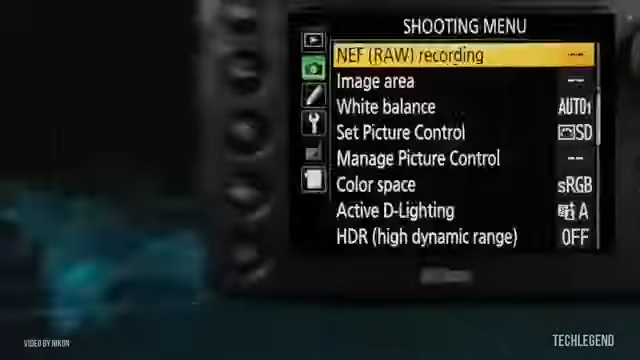 SHOOTING MENU
NEF (RAW) recording --
Image area --
White balance AUTO1
Set Picture Control SD
Manage Picture Control --
Color space sRGB
Active D-Lighting A
HDR (high dynamic range) OFF
VIDEO BY NIKON
TECHLEGEND